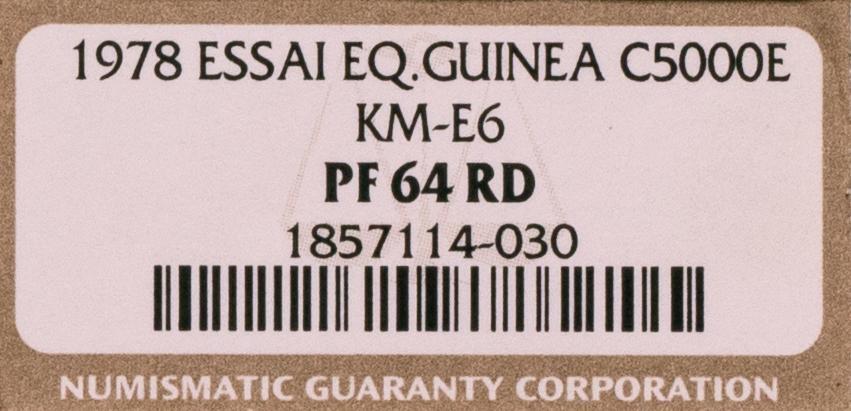 1978 ESSAI EQ.GUINEA C5000E
KM-E6
PF 64 RD
1857114-030
NUMISMATIC GUARANTY CORPORATION